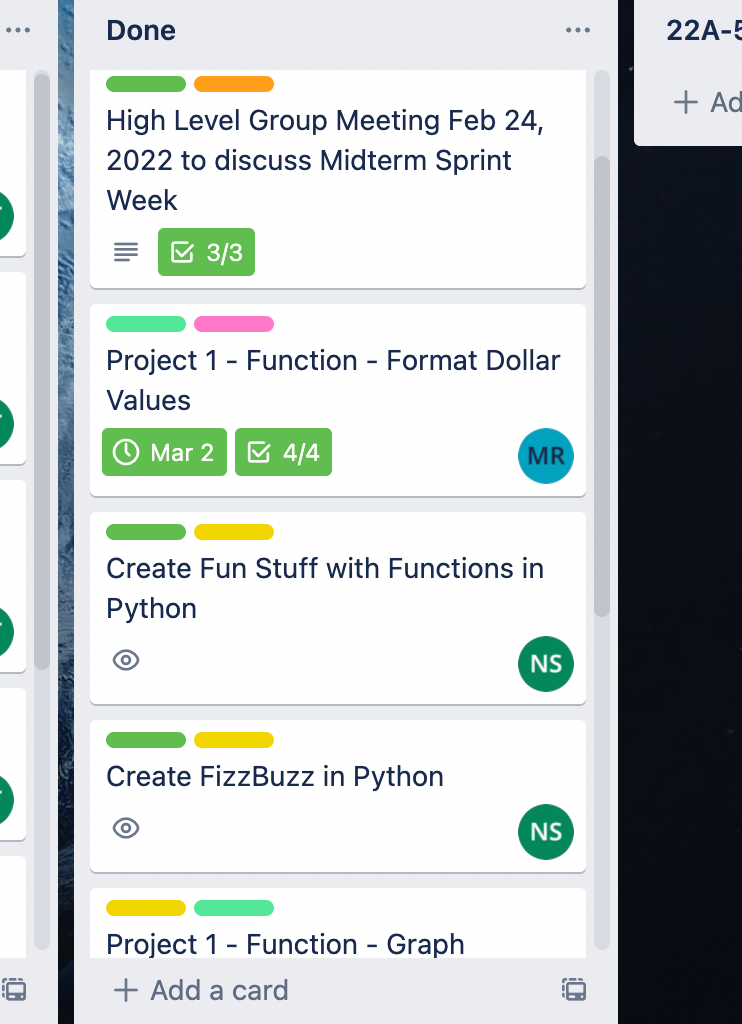 Done
22A-5
Ad
High Level Group Meeting Feb 24,
2022 to discuss Midterm Sprint
Week
3/3
Project 1 - Function - Format Dollar
Values
Mar 2
4/4
MR
Create Fun Stuff with Functions in
Python
NS
Create FizzBuzz in Python
NS
Project 1 - Function - Graph
Add a card